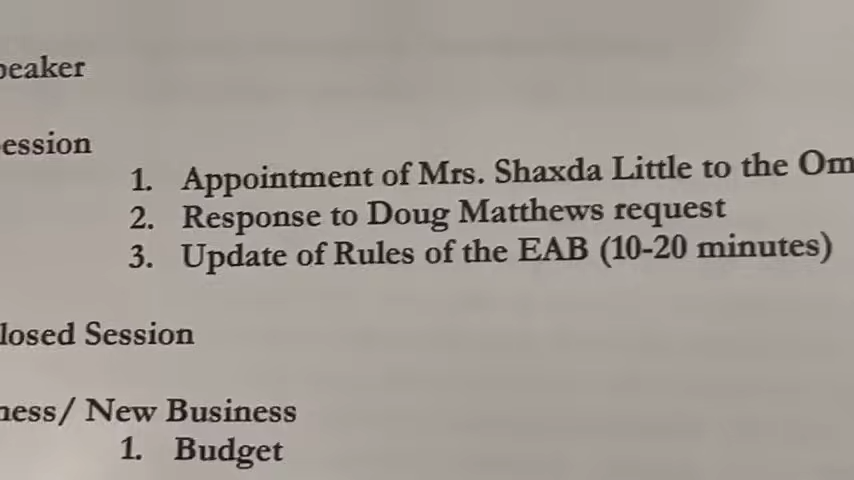 peaker
ession
1. Appointment of Mrs. Shaxda Little to the Om
2. Response to Doug Matthews request
3. Update of Rules of the EAB (10-20 minutes)
losed Session
ness/ New Business
1. Budget